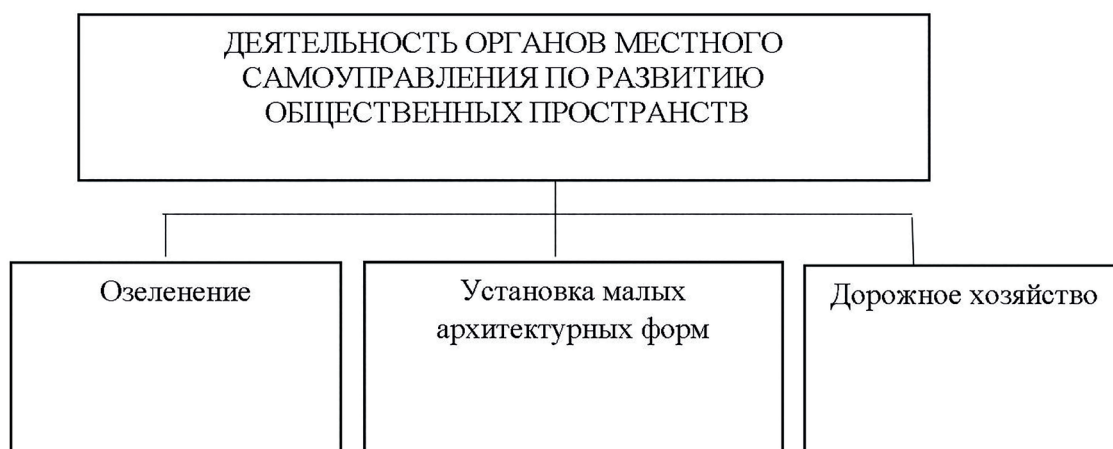 ДЕЯТЕЛЬНОСТЬ ОРГАНОВ МЕСТНОГО
САМОУПРАВЛЕНИЯ ПО РАЗВИТИЮ
ОБЩЕСТВЕННЫХ ПРОСТРАНСТВ
Озеленение
Установка малых
архитектурных форм
Дорожное хозяйство